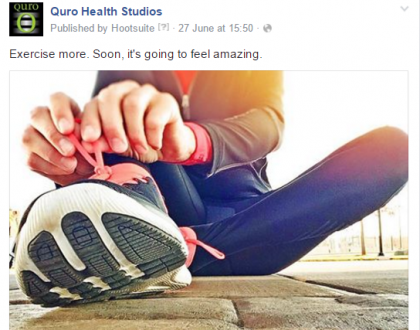 quro
Quro Health Studios
Published by Hootsuite [?] · 27 June at 15:50 ·
Exercise more. Soon, it's going to feel amazing.